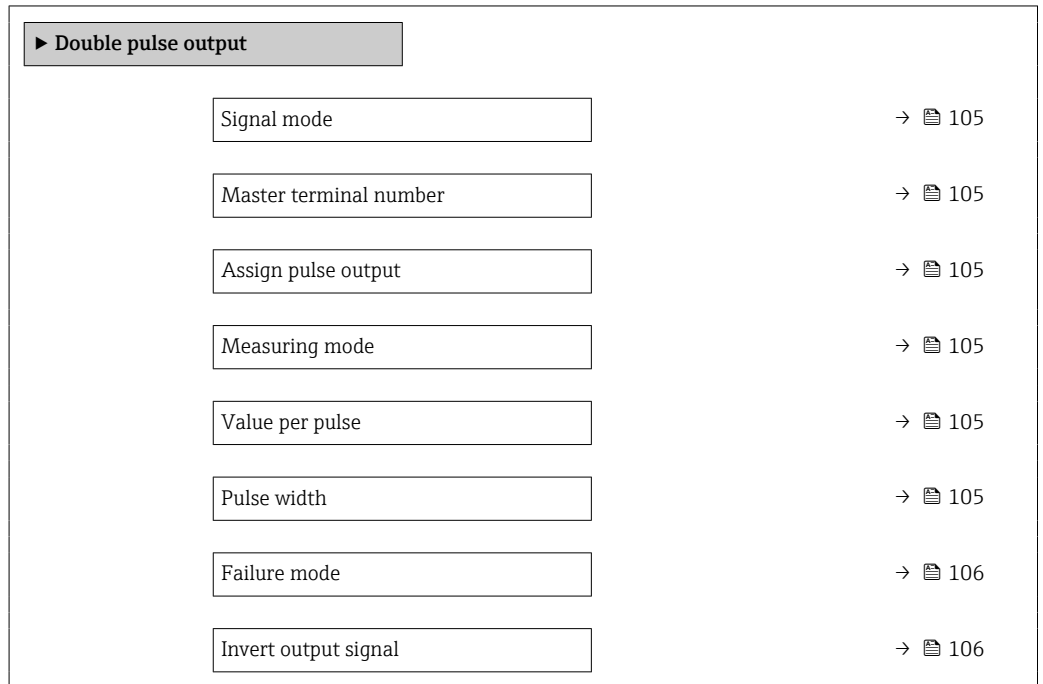 ► Double pulse output
Signal mode → 105
Master terminal number → 105
Assign pulse output → 105
Measuring mode → 105
Value per pulse → 105
Pulse width → 105
Failure mode → 106
Invert output signal → 106